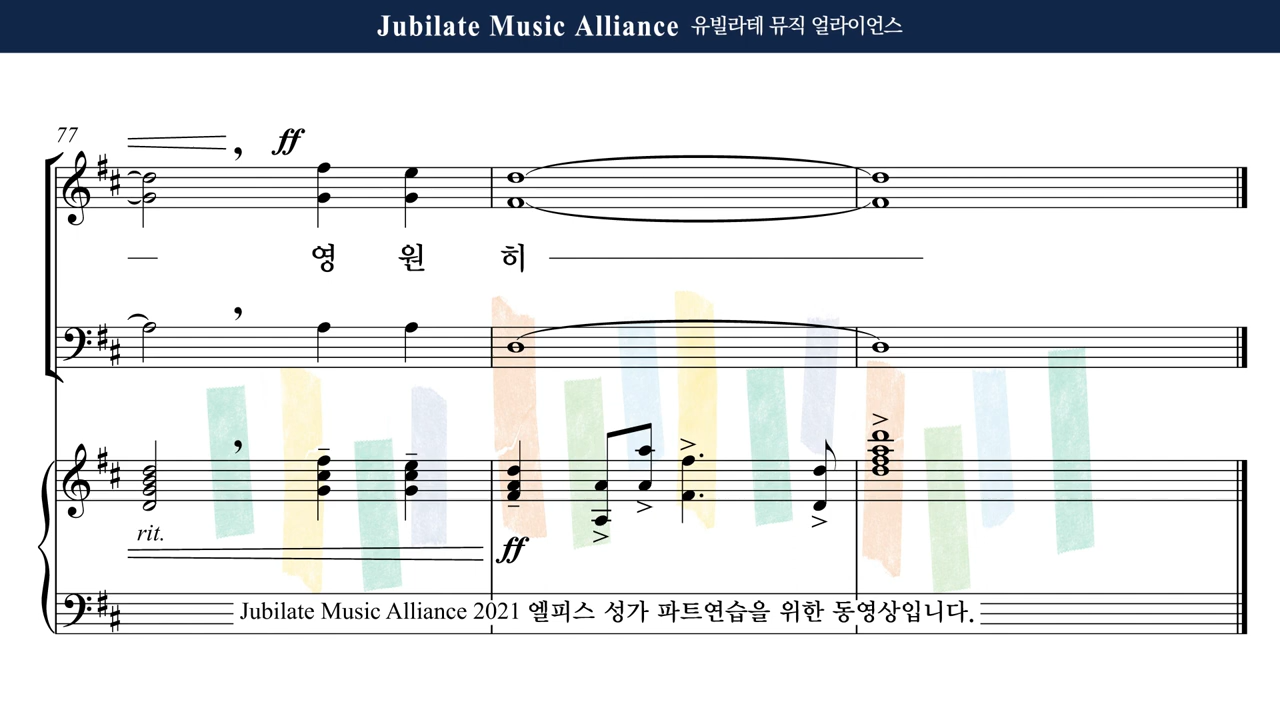 Jubilate Music Alliance 유빌라테 뮤직 얼라이언스
77
ff
영 원 히
rit.
ff
Jubilate Music Alliance 2021 엘피스 성가 파트연습을 위한 동영상입니다.